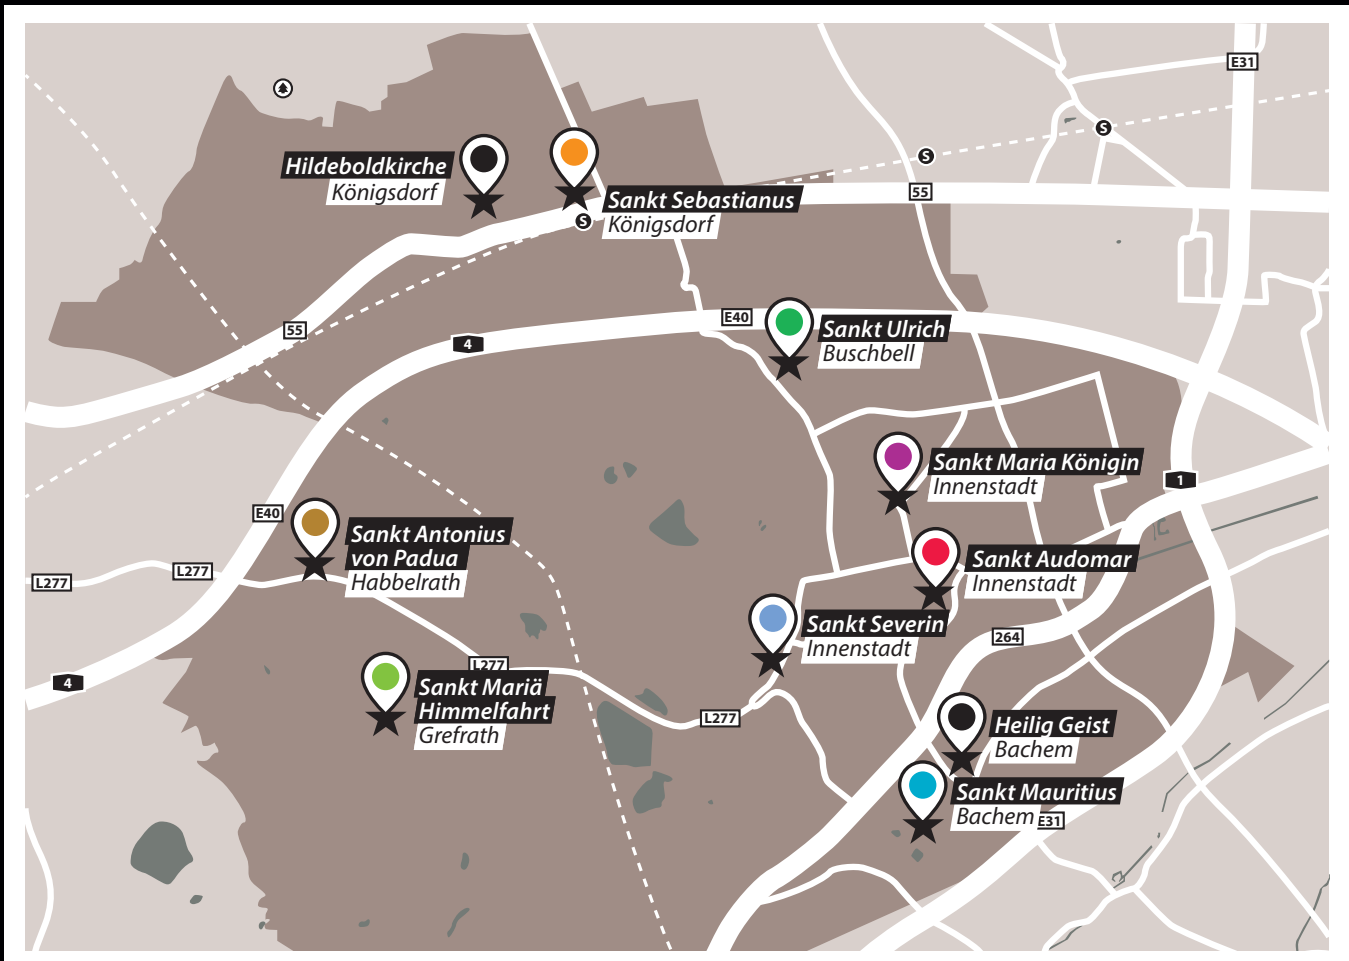 E31
S
S
Hildeboldkirche
Königsdorf
55
Sankt Sebastianus
Königsdorf
S
E40
Sankt Ulrich
Buschbell
55
4
Sankt Maria Königin
Innenstadt
1
E40
Sankt Antonius
von Padua
Habbelrath
L277
L277
Sankt Audomar
Innenstadt
Sankt Severin
Innenstadt
264
L277
4
Sankt Mariä
Himmelfahrt
Grefrath
L277
Heilig Geist
Bachem
Sankt Mauritius
Bachem
E31